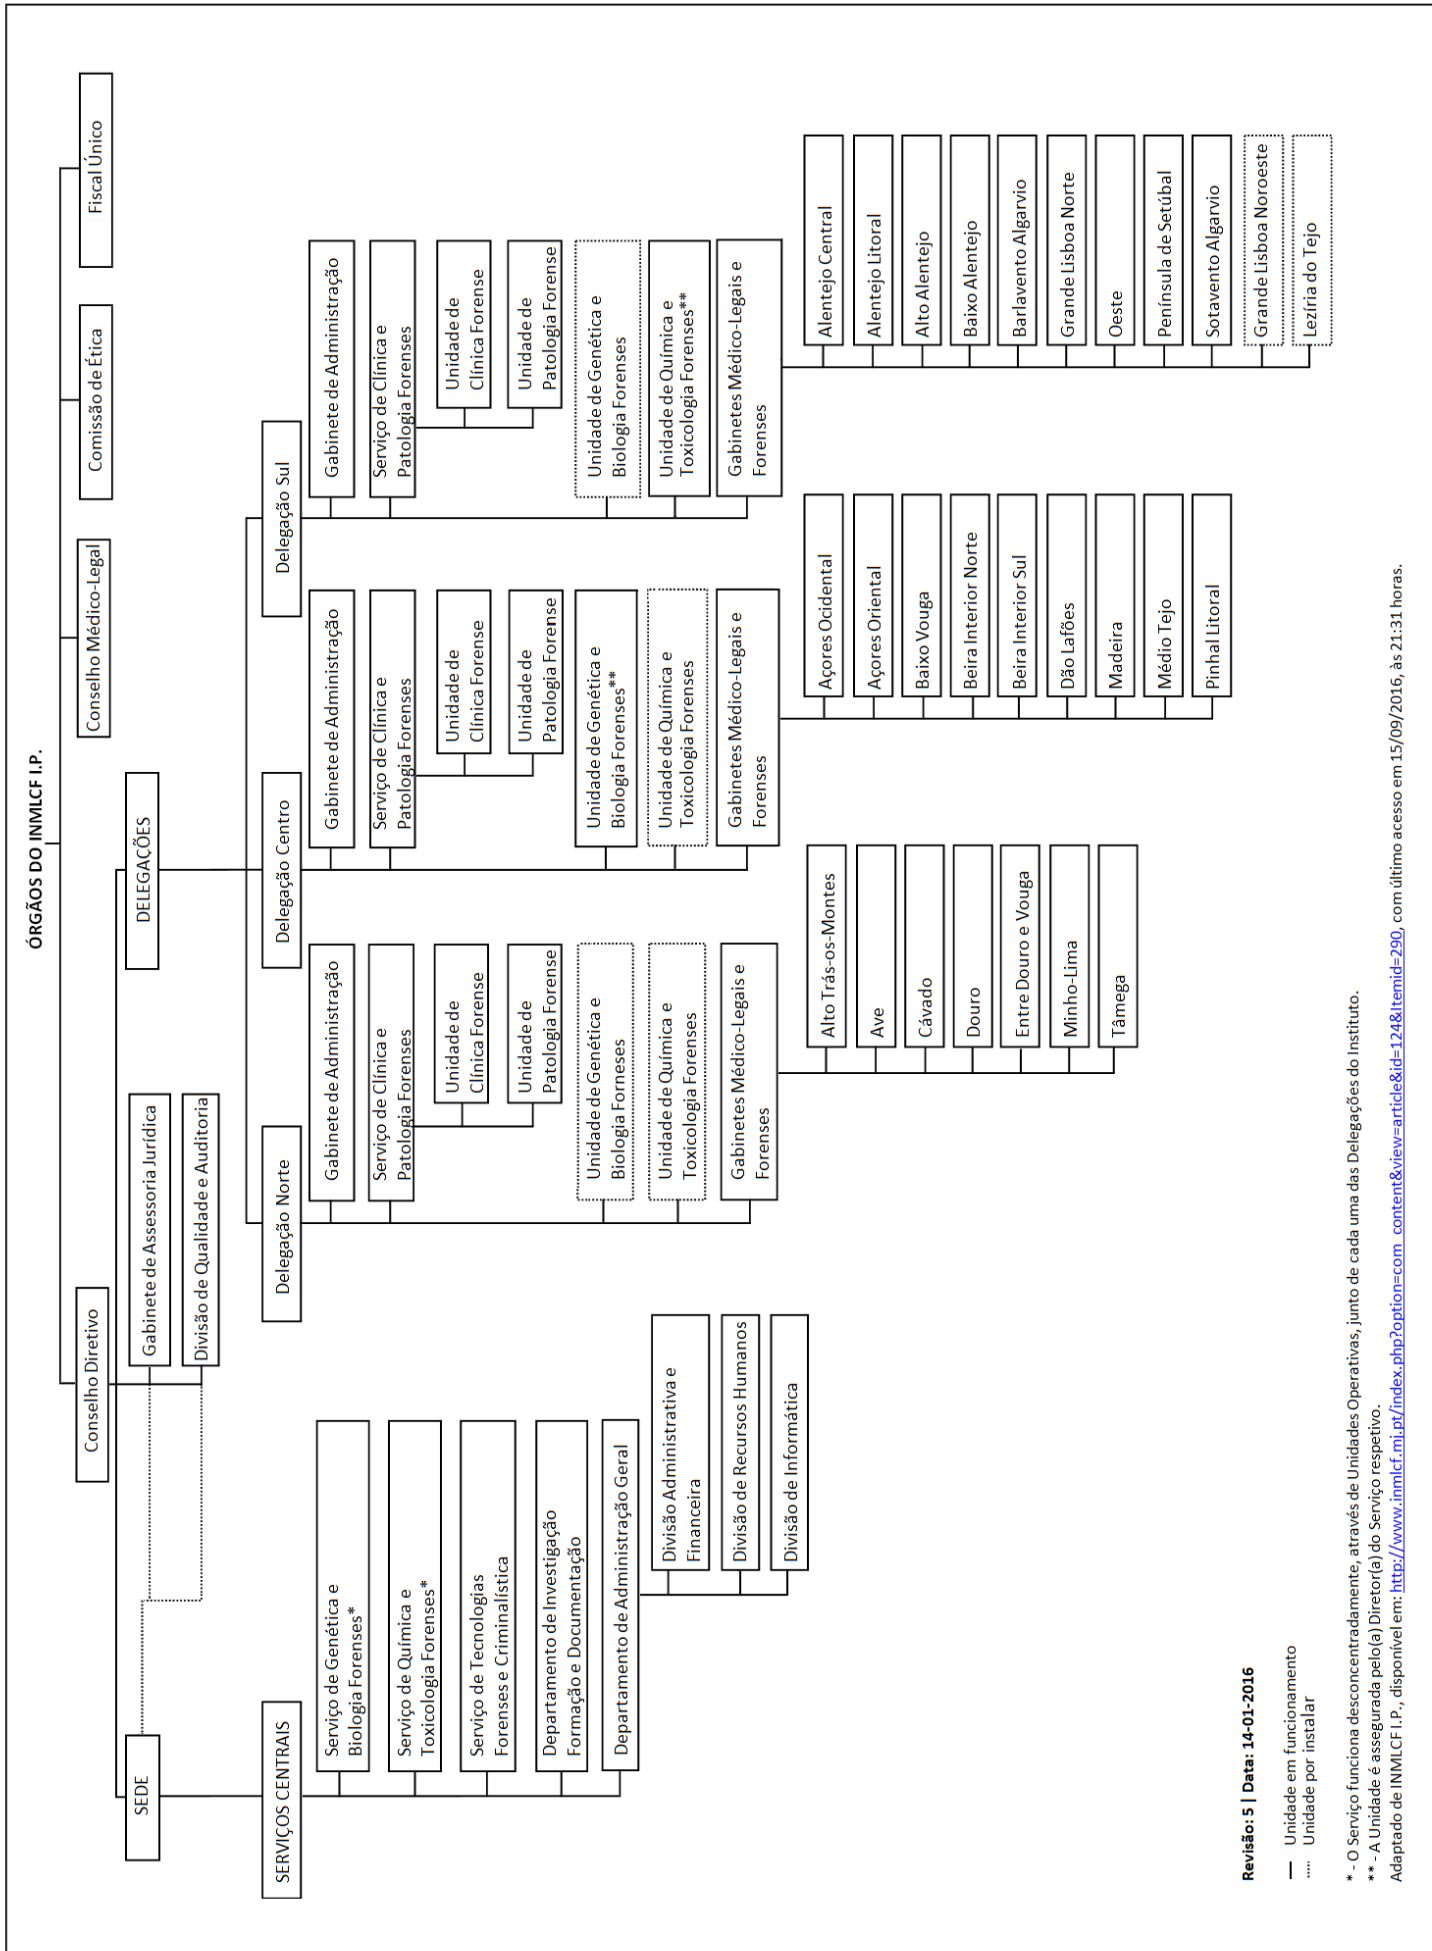 ÓRGÃOS DO INMLCF I.P.
Conselho Diretivo
Conselho Médico-Legal
Comissão de Ética
Fiscal Único
Gabinete de Assessoria Jurídica
Divisão de Qualidade e Auditoria
SEDE
DELEGAÇÕES
SERVIÇOS CENTRAIS
Serviço de Genética e
Biologia Forenses*
Serviço de Química e
Toxicologia Forenses*
Serviço de Tecnologias
Forenses e Criminalística
Departamento de Investigação
Formação e Documentação
Departamento de Administração Geral
Divisão Administrativa e
Financeira
Divisão de Recursos Humanos
Divisão de Informática
Delegação Norte
Gabinete de Administração
Serviço de Clínica e
Patologia Forenses
Unidade de
Clínica Forense
Unidade de
Patologia Forense
Unidade de Genética e
Biologia Forneses
Unidade de Química e
Toxicologia Forenses
Gabinetes Médico-Legais e
Forenses
Alto Trás-os-Montes
Ave
Cávado
Douro
Entre Douro e Vouga
Minho-Lima
Tâmega
Delegação Centro
Gabinete de Administração
Serviço de Clínica e
Patologia Forenses
Unidade de
Clínica Forense
Unidade de
Patologia Forense
Unidade de Genética e
Biologia Forenses**
Unidade de Química e
Toxicologia Forenses
Gabinetes Médico-Legais e
Forenses
Açores Ocidental
Açores Oriental
Baixo Vouga
Beira Interior Norte
Beira Interior Sul
Dão Lafões
Madeira
Médio Tejo
Pinhal Litoral
Delegação Sul
Gabinete de Administração
Serviço de Clínica e
Patologia Forenses
Unidade de
Clínica Forense
Unidade de
Patologia Forense
Unidade de Genética e
Biologia Forenses
Unidade de Química e
Toxicologia Forenses**
Gabinetes Médico-Legais e
Forenses
Alentejo Central
Alentejo Litoral
Alto Alentejo
Baixo Alentejo
Barlavento Algarvio
Grande Lisboa Norte
Oeste
Península de Setúbal
Sotavento Algarvio
Grande Lisboa Noroeste
Lezíria do Tejo
Revisão: 5 | Data: 14-01-2016
Unidade em funcionamento
Unidade por instalar
* - O Serviço funciona desconcentradamente, através de Unidades Operativas, junto de cada uma das Delegações do Instituto.
** - A Unidade é assegurada pelo(a) Diretor(a) do Serviço respetivo.
Adaptado de INMLCF I.P., disponível em: http://www.inmlcf.mj.pt/index.php?option=com_content&view=article&id=124&Itemid=290, com último acesso em 15/09/2016, às 21:31 horas.